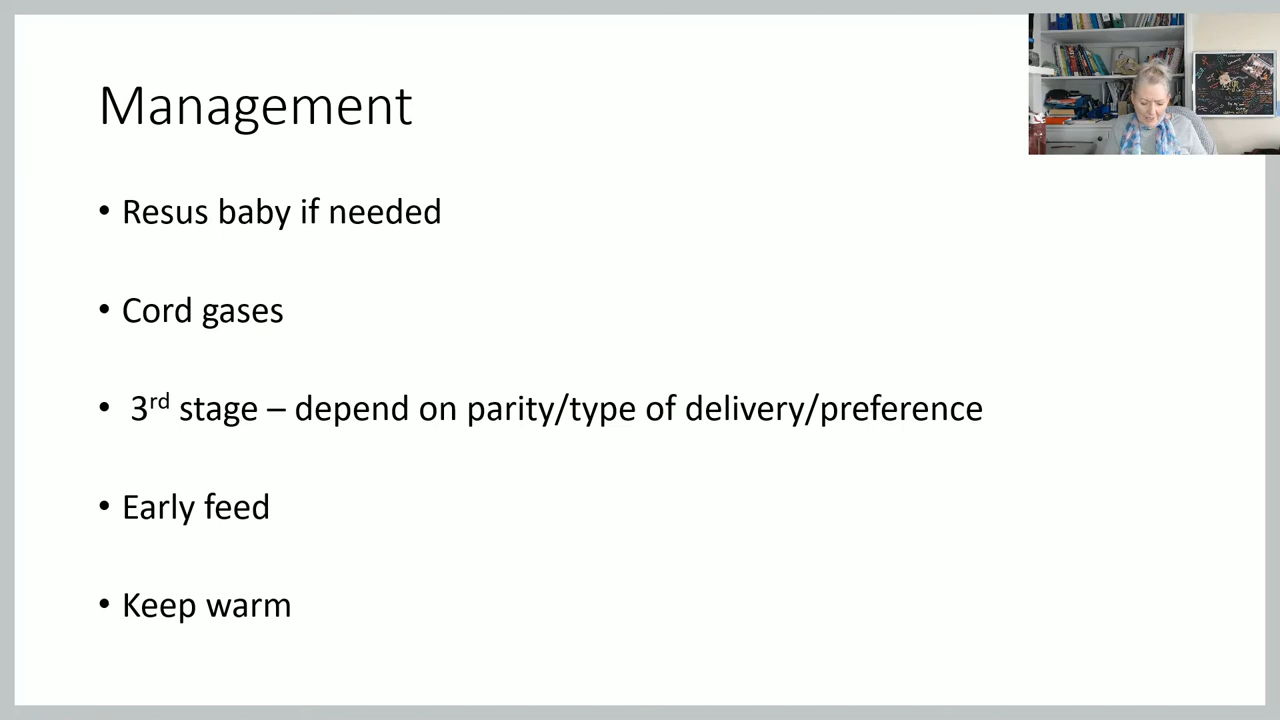 Management
• Resus baby if needed
• Cord gases
• 3rd stage – depend on parity/type of delivery/preference
• Early feed
• Keep warm